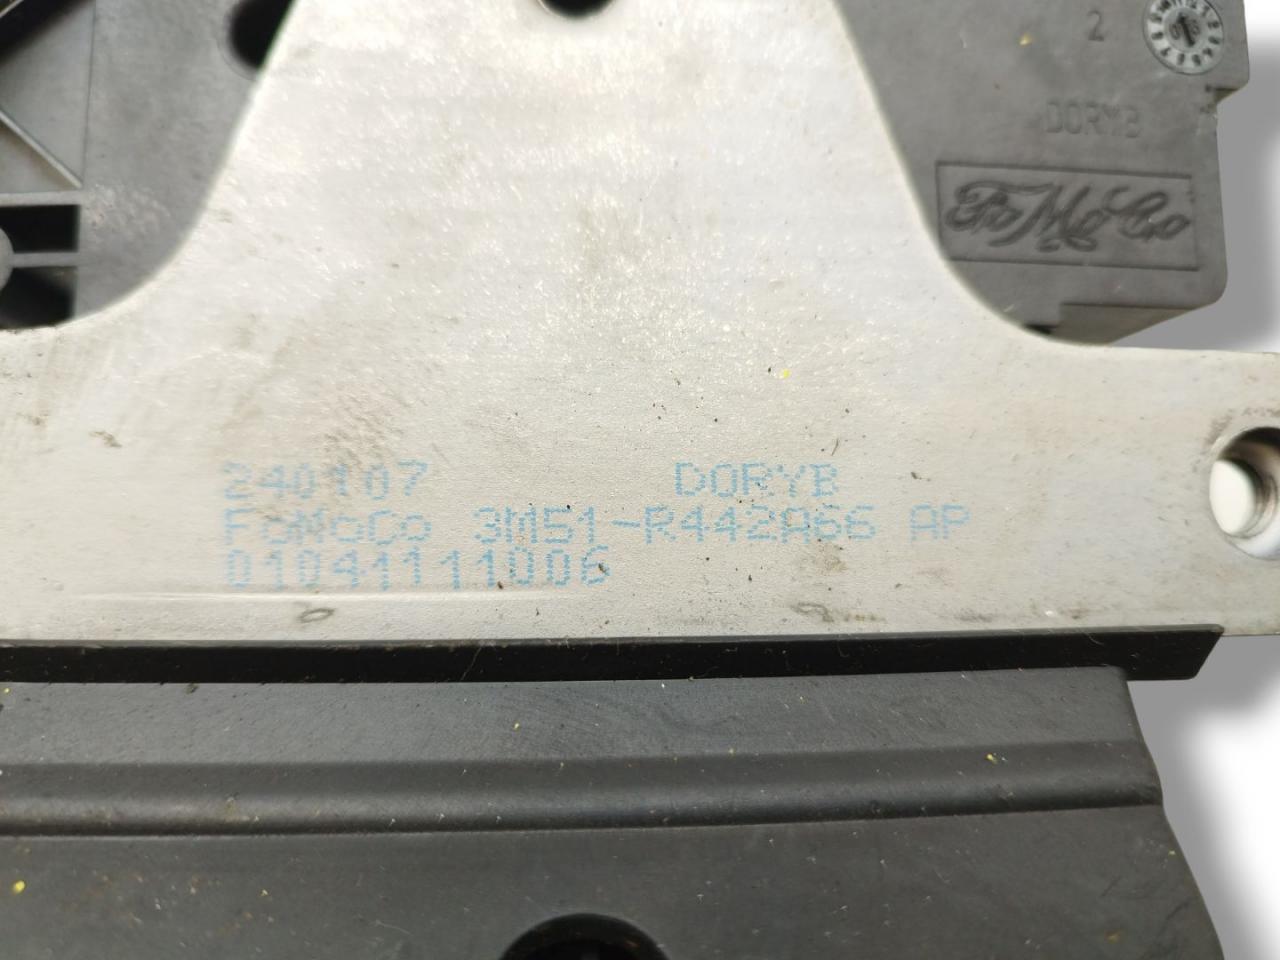 2
DORYB
FoMoCo
240107 DORYB
FoMoCo 3M51-R442A66 AP
01041111006